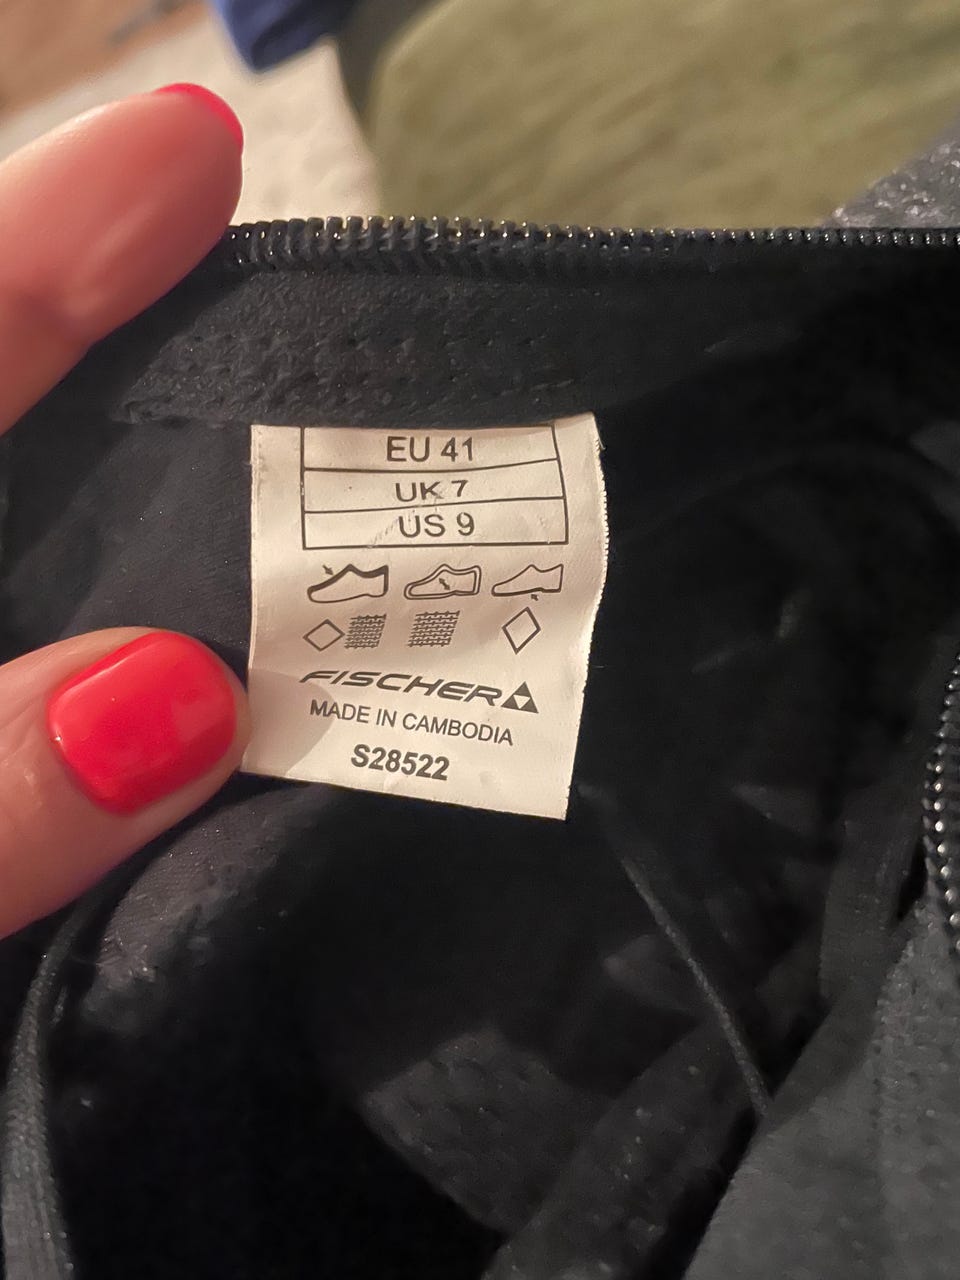 EU 41
UK 7
US 9
FISCHER
MADE IN CAMBODIA
S28522